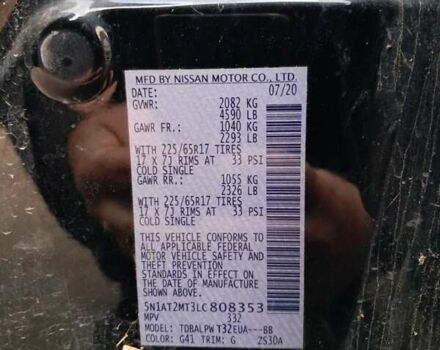 MFD BY NISSAN MOTOR CO., LTD.
DATE: 07/20
GVWR: 2082 KG
4590 LB
GAWR FR.: 1040 KG
2293 LB
WITH 225/65R17 TIRES
17 X 7J RIMS AT 33 PSI
COLD SINGLE
GAWR RR.: 1055 KG
2326 LB
WITH 225/65R17 TIRES
17 X 7J RIMS AT 33 PSI
COLD SINGLE
THIS VEHICLE CONFORMS TO
ALL APPLICABLE FEDERAL
MOTOR VEHICLE SAFETY AND
THEFT PREVENTION
STANDARDS IN EFFECT ON THE
DATE OF MANUFACTURE SHOWN
ABOVE.
5N1AT2MT3LC808353
MPV 332
MODEL: TDBALPW T32EUA---BB
COLOR: G41 TRIM: G 2S30A